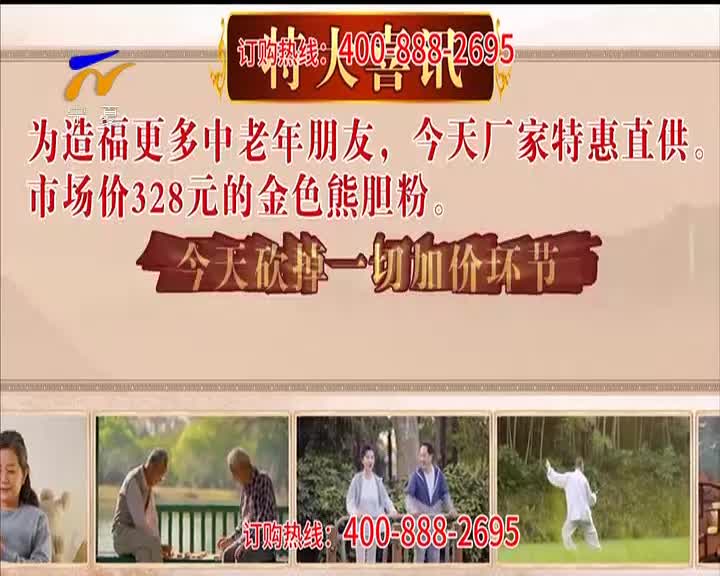 特大喜讯
订购热线：400-888-2695
宁夏
为造福更多中老年朋友，今天厂家特惠直供。
市场价328元的金色熊胆粉。
今天砍掉一切加价环节
订购热线：400-888-2695